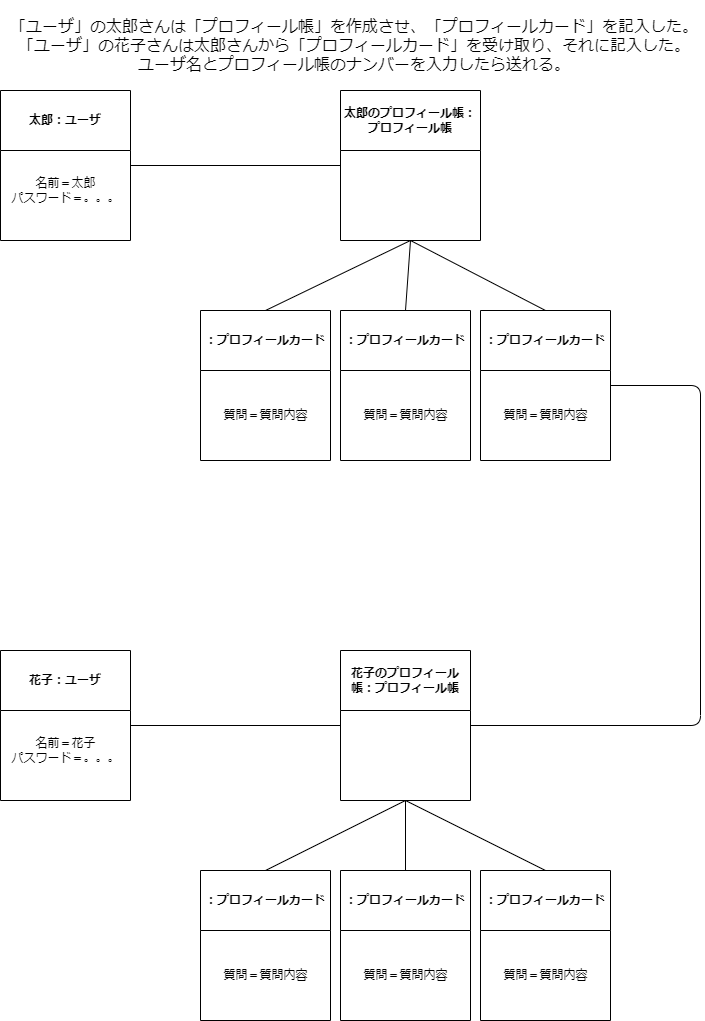 「ユーザ」の太郎さんは「プロフィール帳」を作成させ、「プロフィールカード」を記入した。
「ユーザ」の花子さんは太郎さんから「プロフィールカード」を受け取り、それに記入した。
ユーザ名とプロフィール帳のナンバーを入力したら送れる。
太郎：ユーザ
名前＝太郎
パスワード＝。。。
太郎のプロフィール帳：
プロフィール帳
：プロフィールカード
質問＝質問内容
：プロフィールカード
質問＝質問内容
：プロフィールカード
質問＝質問内容
花子：ユーザ
名前＝花子
パスワード＝。。。
花子のプロフィール
帳：プロフィール帳
：プロフィールカード
質問＝質問内容
：プロフィールカード
質問＝質問内容
：プロフィールカード
質問＝質問内容